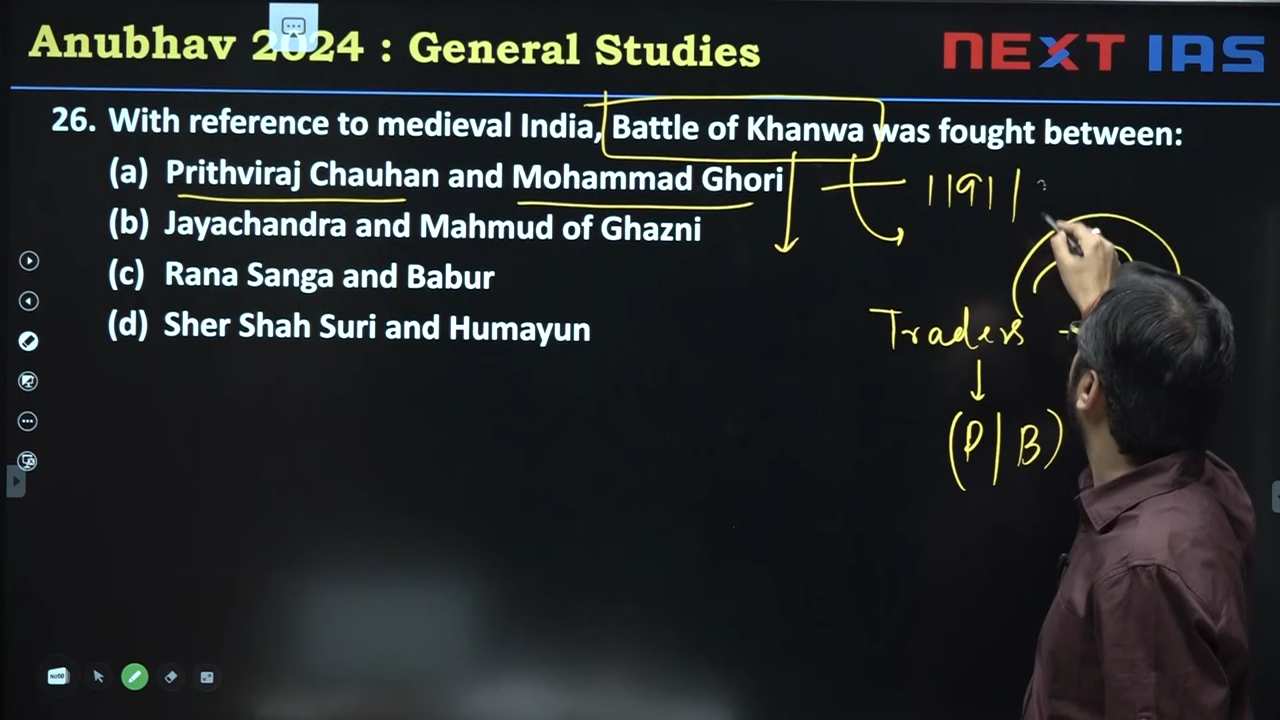 Anubhav 2024 : General Studies
NEXT IAS
26. With reference to medieval India, Battle of Khanwa was fought between:
(a) Prithviraj Chauhan and Mohammad Ghori
1191 |
(b) Jayachandra and Mahmud of Ghazni
(c) Rana Sanga and Babur
(d) Sher Shah Suri and Humayun
Traders
(P | B)
Note